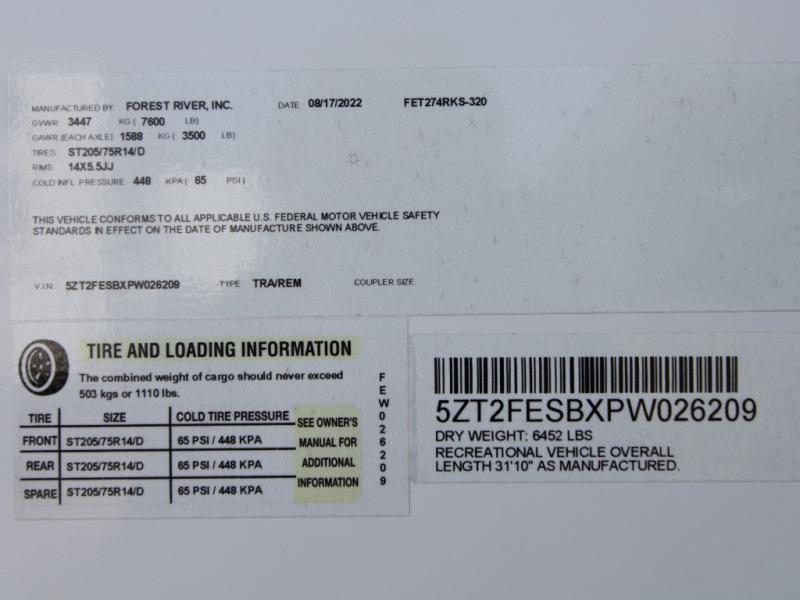 MANUFACTURED BY FOREST RIVER, INC. DATE 08/17/2022 FET274RKS-320
GVWR 3447 KG ( 7600 LB)
GAWR (EACH AXLE) 1588 KG ( 3500 LB)
TIRES ST205/75R14/D
RIMS 14X5.5JJ
COLD INFL PRESSURE 448 KPA ( 65 PSI )
THIS VEHICLE CONFORMS TO ALL APPLICABLE U.S. FEDERAL MOTOR VEHICLE SAFETY
STANDARDS IN EFFECT ON THE DATE OF MANUFACTURE SHOWN ABOVE.
V.I.N. 5ZT2FESBXPW026209 TYPE TRA/REM COUPLER SIZE
TIRE AND LOADING INFORMATION
The combined weight of cargo should never exceed
503 kgs or 1110 lbs.
TIRE SIZE COLD TIRE PRESSURE
FRONT ST205/75R14/D 65 PSI / 448 KPA
REAR ST205/75R14/D 65 PSI / 448 KPA
SPARE ST205/75R14/D 65 PSI / 448 KPA
SEE OWNER'S
MANUAL FOR
ADDITIONAL
INFORMATION
FEW026209
5ZT2FESBXPW026209
DRY WEIGHT: 6452 LBS
RECREATIONAL VEHICLE OVERALL
LENGTH 31'10" AS MANUFACTURED.